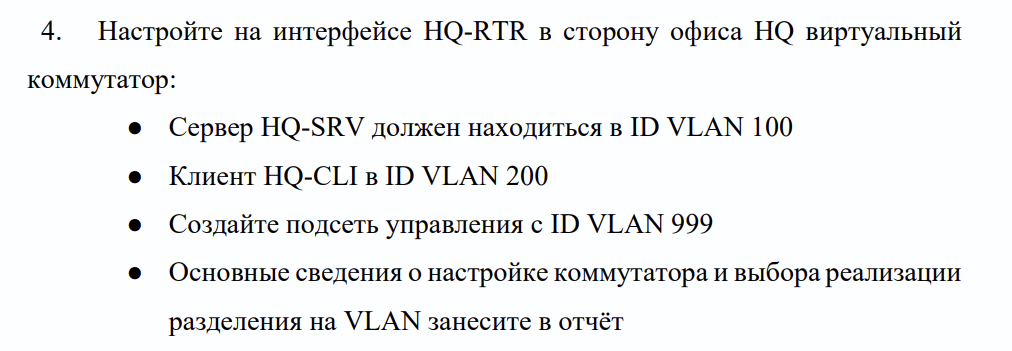 4. Настройте на интерфейсе HQ-RTR в сторону офиса HQ виртуальный
коммутатор:
● Сервер HQ-SRV должен находиться в ID VLAN 100
● Клиент HQ-CLI в ID VLAN 200
● Создайте подсеть управления с ID VLAN 999
● Основные сведения о настройке коммутатора и выбора реализации
разделения на VLAN занесите в отчёт